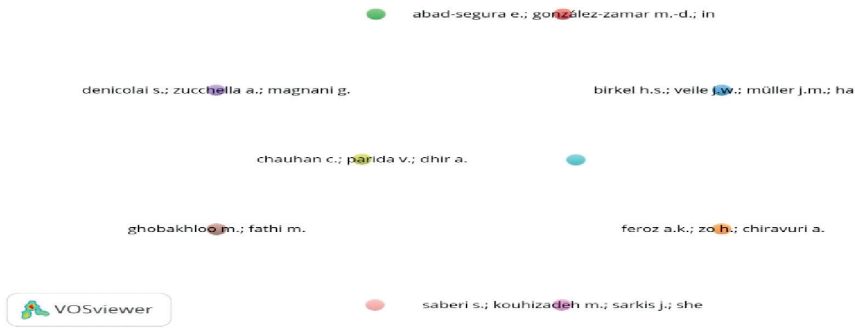 abad-segura e.; gonzález-zamar m.-d.; in
denicolai s.; zucchella a.; magnani g.
birkel h.s.; veile j.w.; müller j.m.; ha
chauhan c.; parida v.; dhir a.
ghobakhloo m.; fathi m.
feroz a.k.; zo h.; chiravuri a.
saberi s.; kouhizadeh m.; sarkis j.; she
VOSviewer